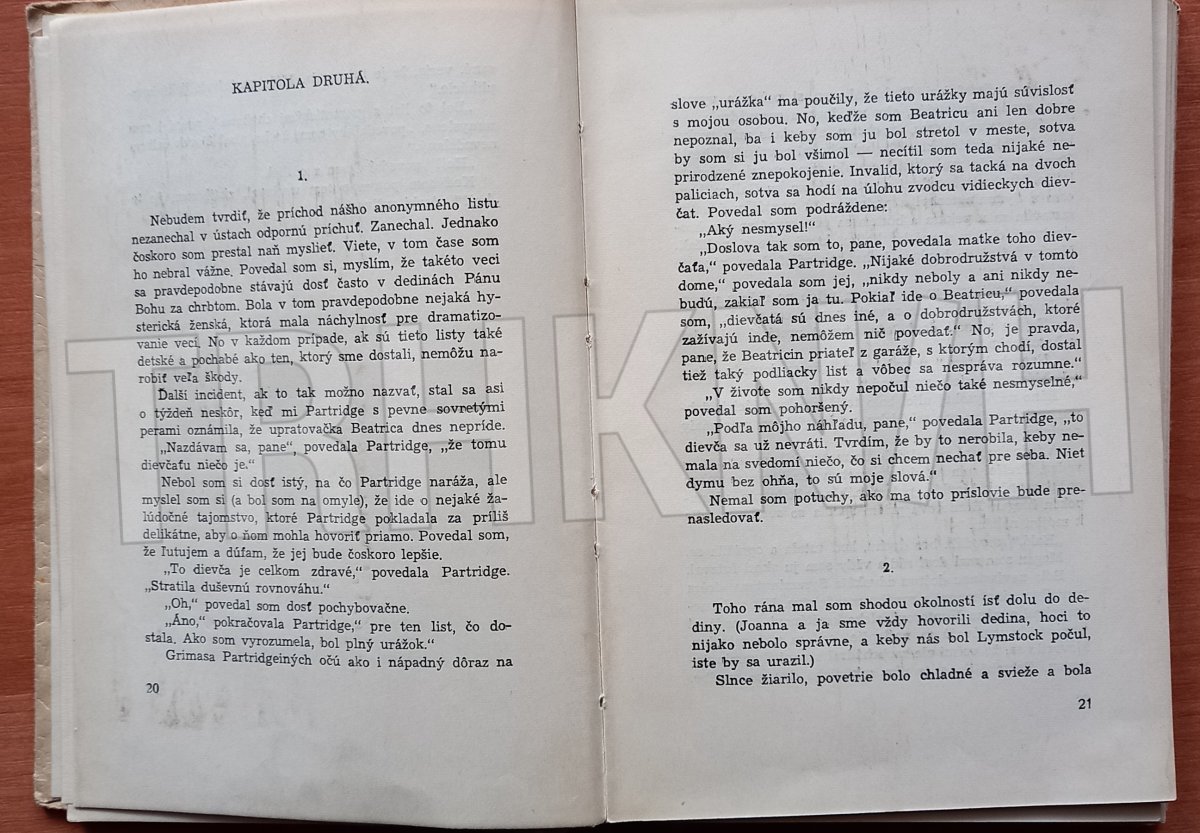 KAPITOLA DRUHÁ.
1.
Nebudem tvrdiť, že príchod nášho anonymného listu
nezanechal v ústach odpornú príchuť. Zanechal. Jednako
čoskoro som prestal naň myslieť. Viete, v tom čase som
ho nebral vážne. Povedal som si, myslím, že takéto veci
sa pravdepodobne stávajú dosť často v dedinách Pánu
Bohu za chrbtom. Bola v tom pravdepodobne nejaká hy-
sterická ženská, ktorá mala náchylnosť pre dramatizo-
vanie vecí. No v každom prípade, ak sú tieto listy také
detské a pochabé ako ten, ktorý sme dostali, nemôžu na-
robiť veľa škody.
Ďalší incident, ak to tak možno nazvať, stal sa asi
o týždeň neskôr, keď mi Partridge s pevne sovretými
perami oznámila, že upratovačka Beatrica dnes nepríde.
„Nazdávam sa, pane“, povedala Partridge, „že tomu
dievčaťu niečo je.“
Nebol som si dosť istý, na čo Partridge naráža, ale
myslel som si (a bol som na omyle), že ide o nejaké ža-
lúdočné tajomstvo, ktoré Partridge pokladala za príliš
delikátne, aby o ňom mohla hovoriť priamo. Povedal som,
že ľutujem a dúfam, že jej bude čoskoro lepšie.
„To dievča je celkom zdravé,“ povedala Partridge.
„Stratila duševnú rovnováhu.“
„Oh,“ povedal som dosť pochybovačne.
„Áno,“ pokračovala Partridge,“ pre ten list, čo do-
stala. Ako som vyrozumela, bol plný urážok.“
Grimasa Partridgeiných očú ako i nápadný dôraz na
20
slove „urážka“ ma poučily, že tieto urážky majú súvislosť
s mojou osobou. No, keďže som Beatricu ani len dobre
nepoznal, ba i keby som ju bol stretol v meste, sotva
by som si ju bol všimol — necítil som teda nijaké ne-
prirodzené znepokojenie. Invalid, ktorý sa tacká na dvoch
paliciach, sotva sa hodí na úlohu zvodcu vidieckych diev-
čat. Povedal som podráždene:
„Aký nesmysel!“
„Doslova tak som to, pane, povedala matke toho diev-
čaťa,“ povedala Partridge. „Nijaké dobrodružstvá v tomto
dome,“ povedala som jej, „nikdy neboly a ani nikdy ne-
budú, zakiaľ som ja tu. Pokiaľ ide o Beatricu,“ povedala
som, „dievčatá sú dnes iné, a o dobrodružstvách, ktoré
zažívajú inde, nemôžem nič povedať.“ No, je pravda,
pane, že Beatricin priateľ z garáže, s ktorým chodí, dostal
tiež taký podliacky list a vôbec sa nespráva rozumne.“
„V živote som nikdy nepočul niečo také nesmyselné,“
povedal som pohoršený.
„Podľa môjho náhľadu, pane,“ povedala Partridge, „to
dievča sa už nevráti. Tvrdím, že by to nerobila, keby ne-
mala na svedomí niečo, čo si chcem nechať pre seba. Niet
dymu bez ohňa, to sú moje slová.“
Nemal som potuchy, ako ma toto príslovie bude pre-
nasledovať.
2.
Toho rána mal som shodou okolností ísť dolu do de-
diny. (Joanna a ja sme vždy hovorili dedina, hoci to
nijako nebolo správne, a keby nás bol Lymstock počul,
iste by sa urazil.)
Slnce žiarilo, povetrie bolo chladné a svieže a bola
21
TRHKNIH